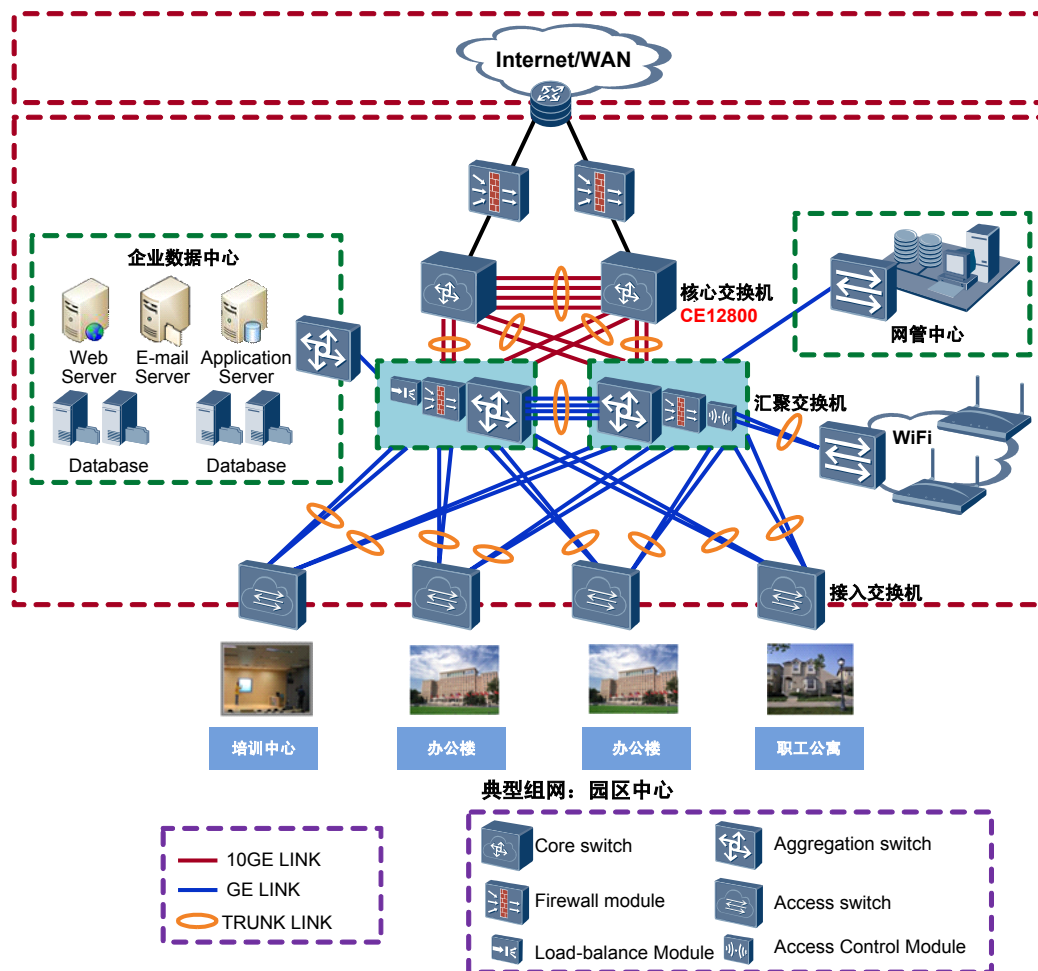 Internet/WAN
企业数据中心
Web
Server
E-mail
Server
Application
Server
Database
Database
核心交换机
CE12800
网管中心
汇聚交换机
WiFi
接入交换机
培训中心
办公楼
办公楼
职工公寓
典型组网：园区中心
10GE LINK
GE LINK
TRUNK LINK
Core switch
Aggregation switch
Firewall module
Access switch
Load-balance Module
Access Control Module